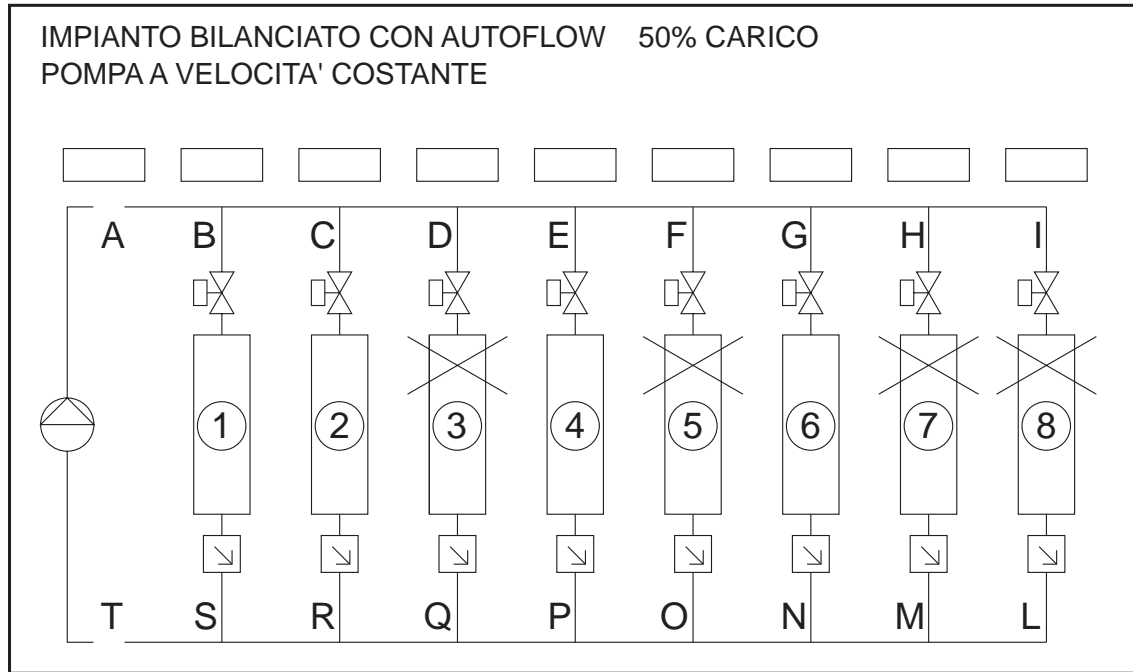 IMPIANTO BILANCIATO CON AUTOFLOW 50% CARICO
POMPA A VELOCITA' COSTANTE
A B C D E F G H I
1 2 3 4 5 6 7 8
T S R Q P O N M L